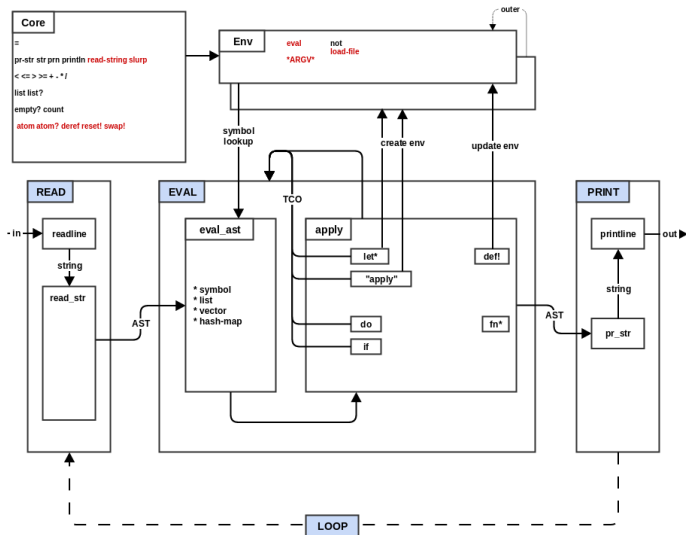 Core
=
pr-str str prn println read-string slurp
< <= > >= + - * /
list list?
empty? count
atom atom? deref reset! swap!
outer
Env
eval not
*ARGV* load-file
symbol
lookup
create env
update env
READ
EVAL
PRINT
TCO
in
readline
eval_ast
apply
printline
out
let*
def!
string
"apply"
read_str
* symbol
* list
* vector
* hash-map
string
AST
do
fn*
AST
pr_str
if
LOOP